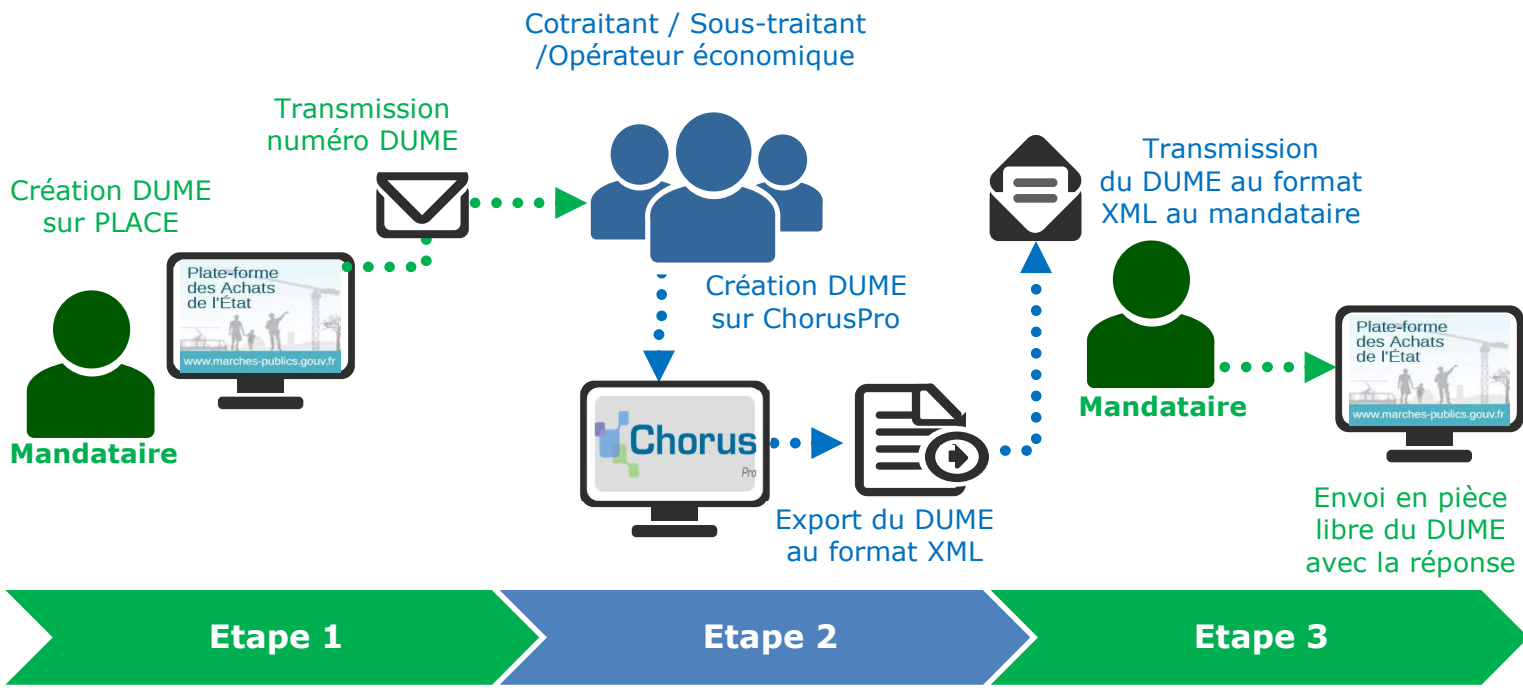 Cotraitant / Sous-traitant
/Opérateur économique
Transmission
numéro DUME
Création DUME
sur PLACE
Plate-forme
des Achats
de l'État
www.marches-publics.gouv.fr
Mandataire
Création DUME
sur ChorusPro
Chorus
Pro
Export du DUME
au format XML
Transmission
du DUME au format
XML au mandataire
Mandataire
Plate-forme
des Achats
de l'État
www.marches-publics.gouv.fr
Envoi en pièce
libre du DUME
avec la réponse
Etape 1
Etape 2
Etape 3